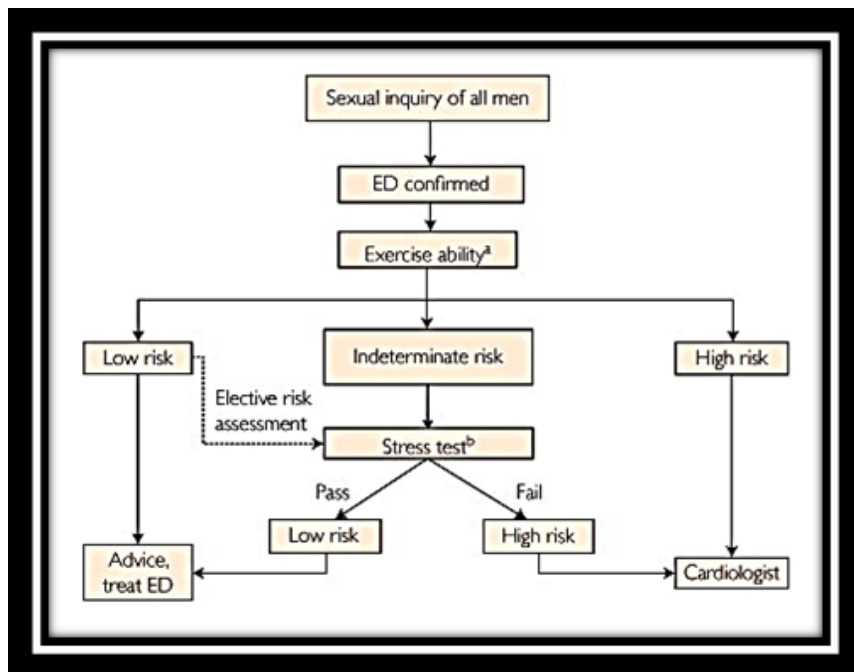 Sexual inquiry of all men
ED confirmed
Exercise abilityᵃ
Low risk
Indeterminate risk
High risk
Elective risk
assessment
Stress testᵇ
Pass
Fail
Low risk
High risk
Advice,
treat ED
Cardiologist